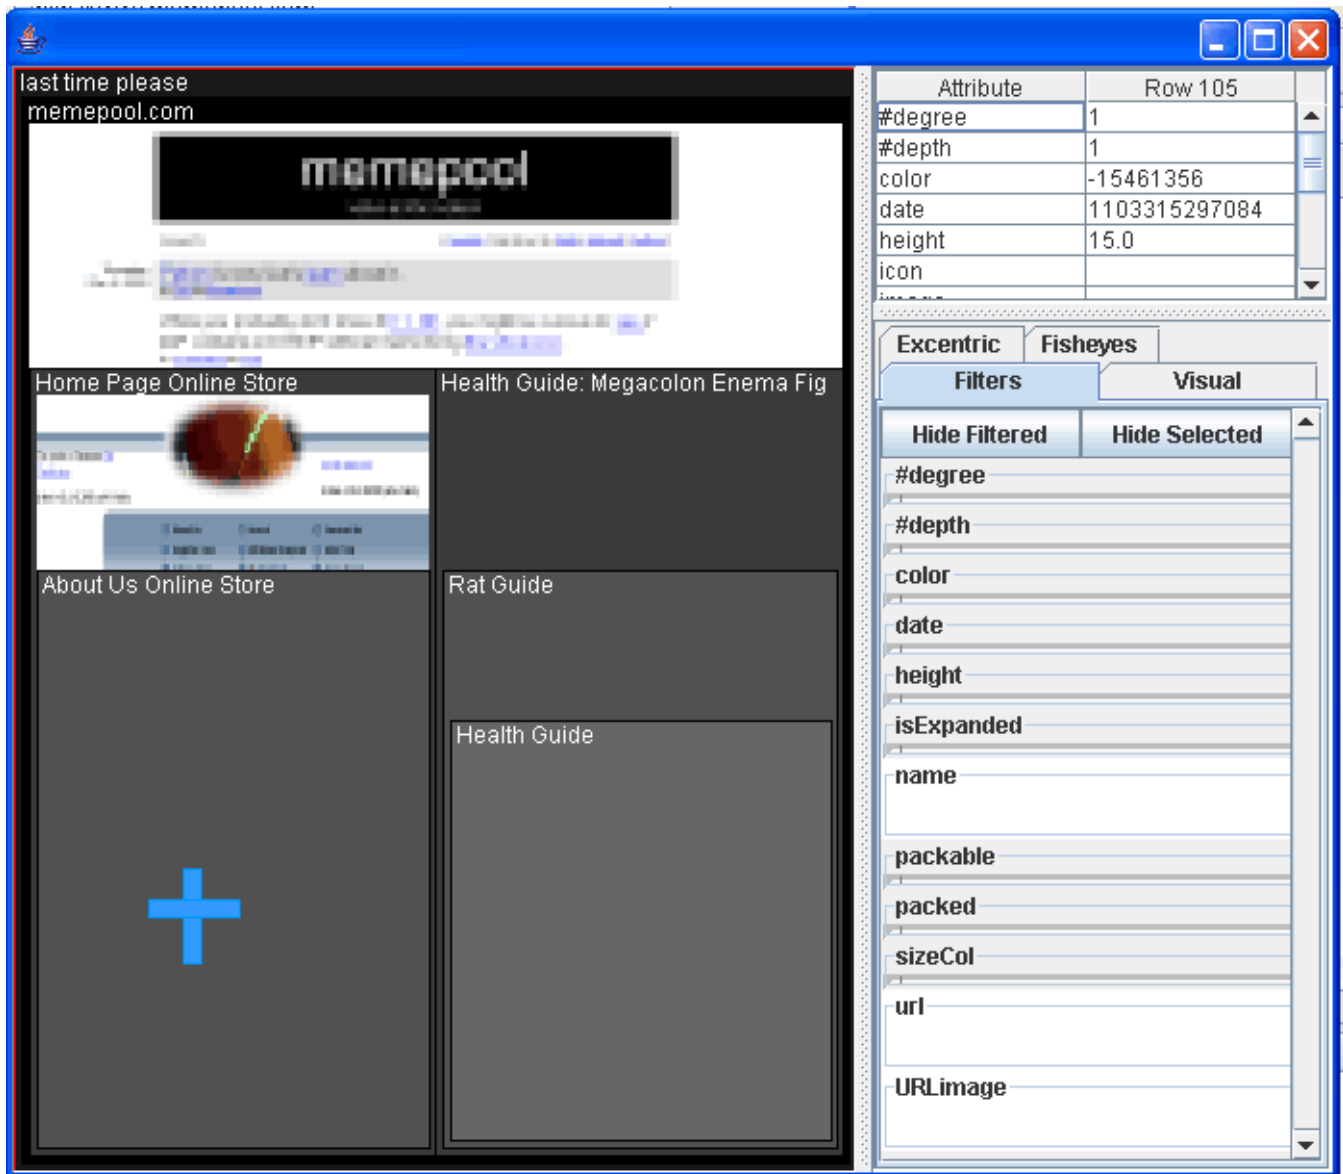 last time please
memepool.com
memepool
Home Page Online Store
Health Guide: Megacolon Enema Fig
About Us Online Store
Rat Guide
Health Guide
Attribute Row 105
#degree 1
#depth 1
color -15461356
date 1103315297084
height 15.0
icon
Excentric Fisheyes
Filters Visual
Hide Filtered Hide Selected
#degree
#depth
color
date
height
isExpanded
name
packable
packed
sizeCol
url
URLimage